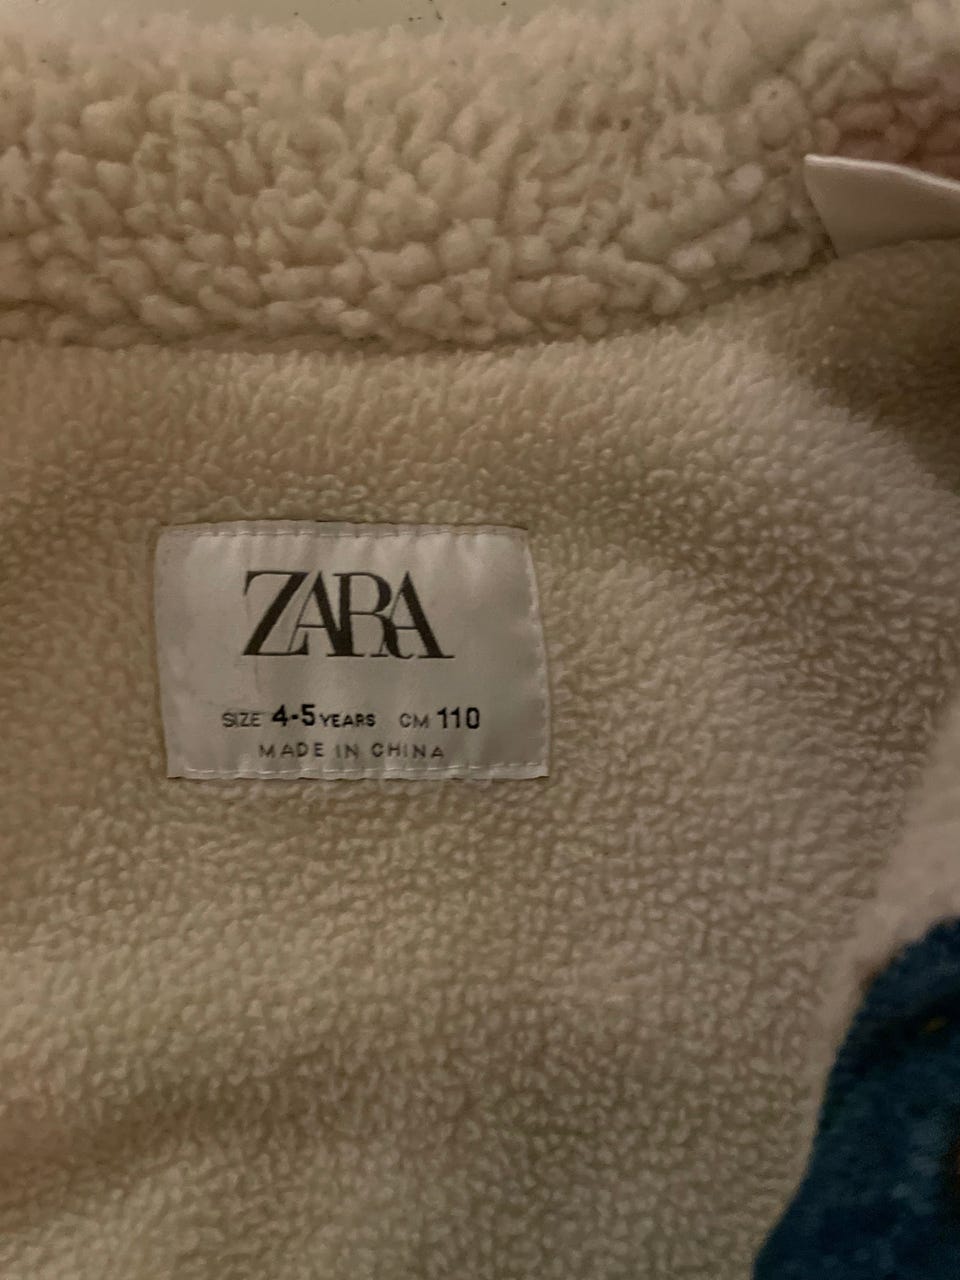 ZARA
SIZE 4-5 YEARS CM 110
MADE IN CHINA